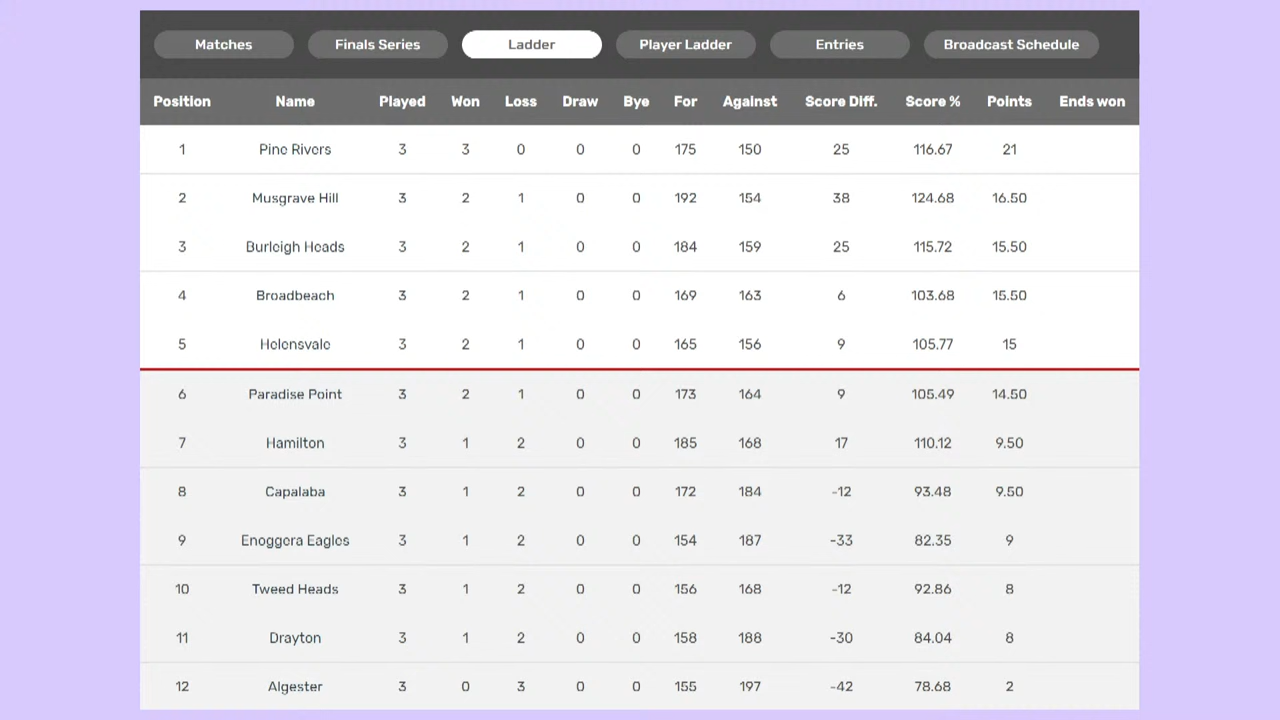 Matches Finals Series Ladder Player Ladder Entries Broadcast Schedule
Position Name Played Won Loss Draw Bye For Against Score Diff. Score % Points Ends won
1 Pine Rivers 3 3 0 0 0 175 150 25 116.67 21
2 Musgrave Hill 3 2 1 0 0 192 154 38 124.68 16.50
3 Burleigh Heads 3 2 1 0 0 184 159 25 115.72 15.50
4 Broadbeach 3 2 1 0 0 169 163 6 103.68 15.50
5 Helensvale 3 2 1 0 0 165 156 9 105.77 15
6 Paradise Point 3 2 1 0 0 173 164 9 105.49 14.50
7 Hamilton 3 1 2 0 0 185 168 17 110.12 9.50
8 Capalaba 3 1 2 0 0 172 184 -12 93.48 9.50
9 Enoggera Eagles 3 1 2 0 0 154 187 -33 82.35 9
10 Tweed Heads 3 1 2 0 0 156 168 -12 92.86 8
11 Drayton 3 1 2 0 0 158 188 -30 84.04 8
12 Algester 3 0 3 0 0 155 197 -42 78.68 2